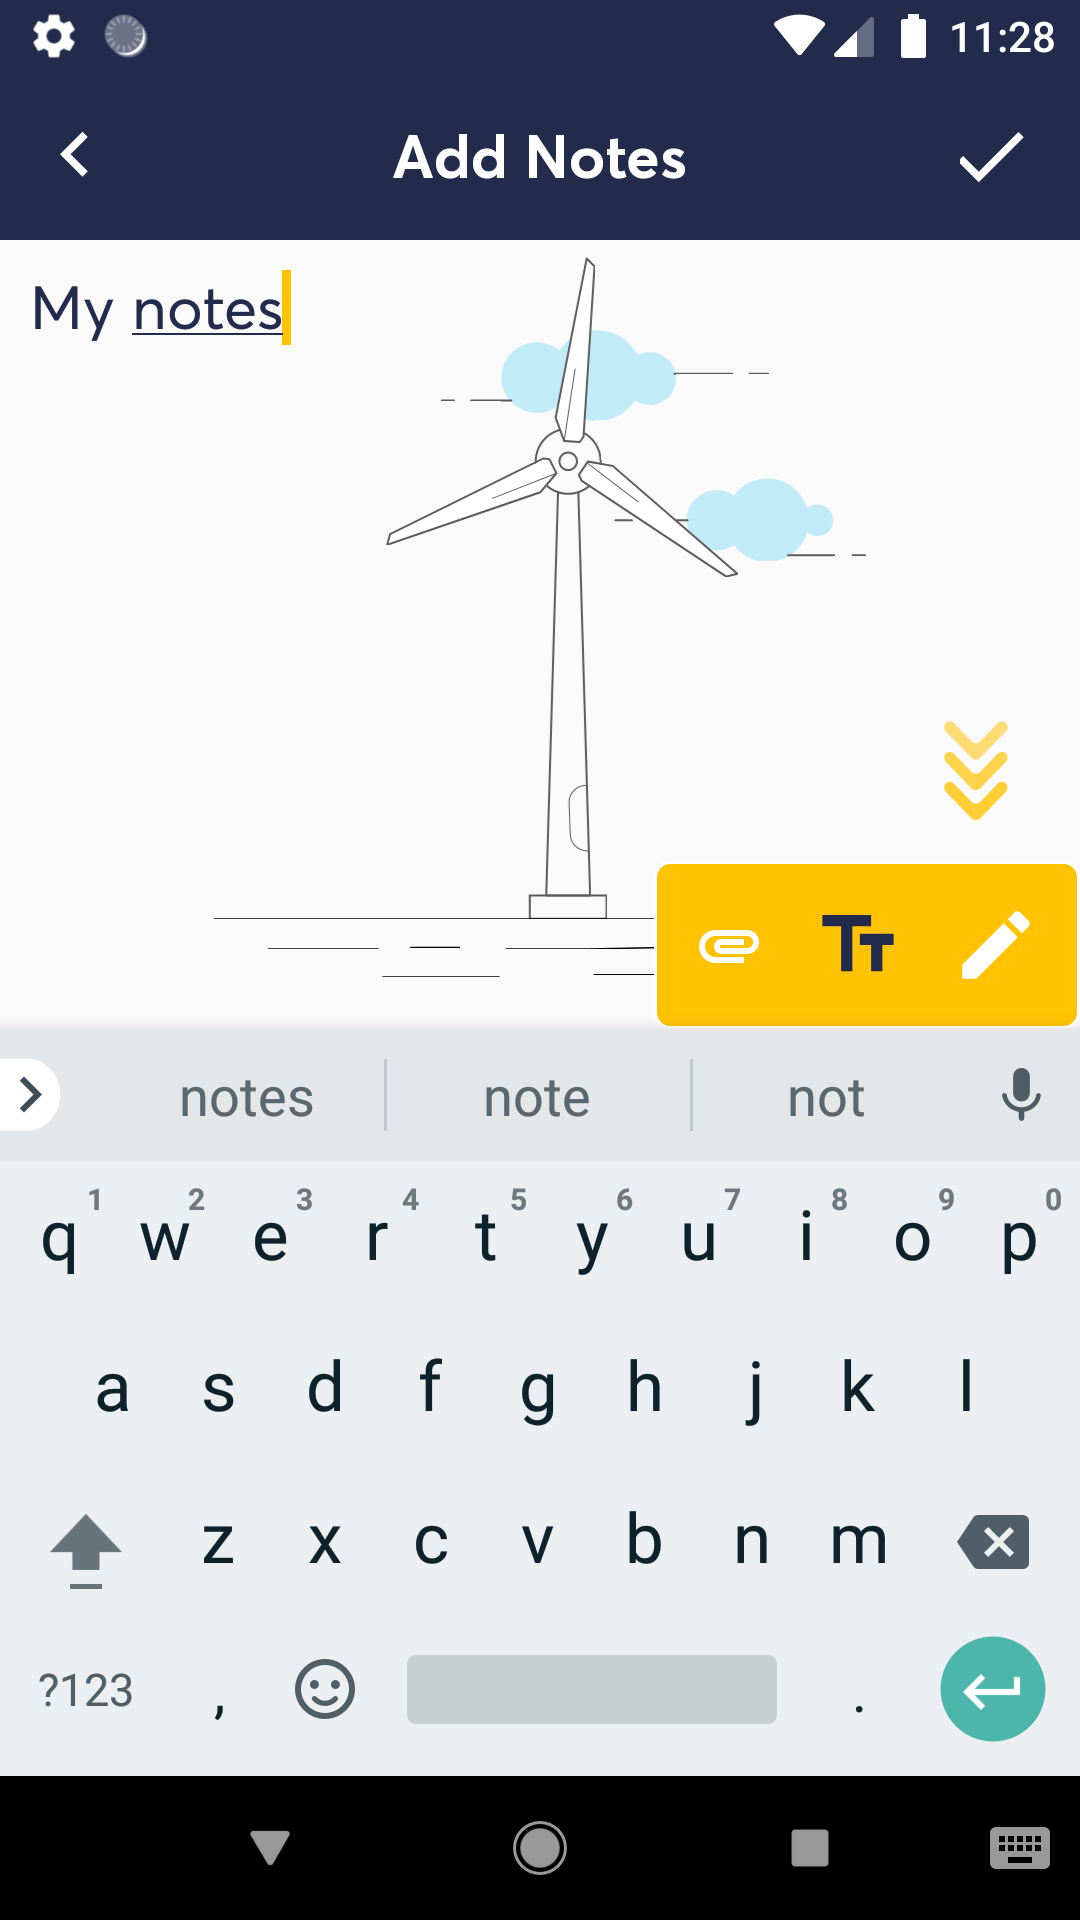 11:28
Add Notes
My notes
Tт
notes note not
1 2 3 4 5 6 7 8 9 0
q w e r t y u i o p
a s d f g h j k l
z x c v b n m
?123 , .